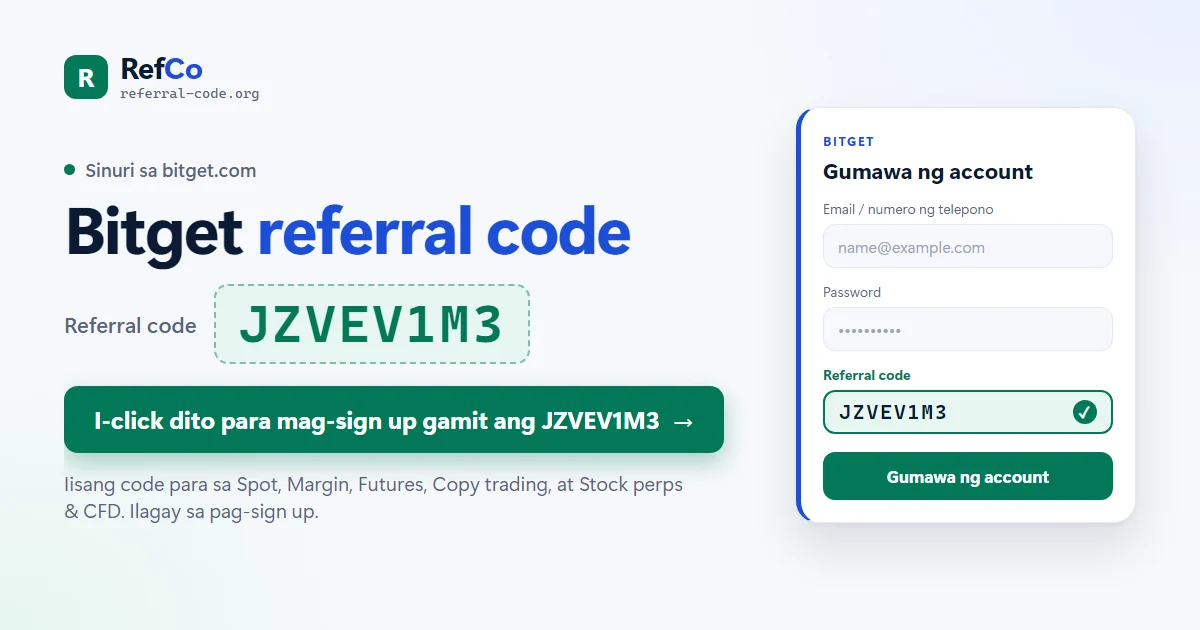 R
RefCo
referral-code.org
Sinuri sa bitget.com
Bitget referral code
Referral code
JZVEV1M3
I-click dito para mag-sign up gamit ang JZVEV1M3 →
Iisang code para sa Spot, Margin, Futures, Copy trading, at Stock perps
& CFD. Ilagay sa pag-sign up.
BITGET
Gumawa ng account
Email / numero ng telepono
name@example.com
Password
••••••••••
Referral code
JZVEV1M3 ✓
Gumawa ng account